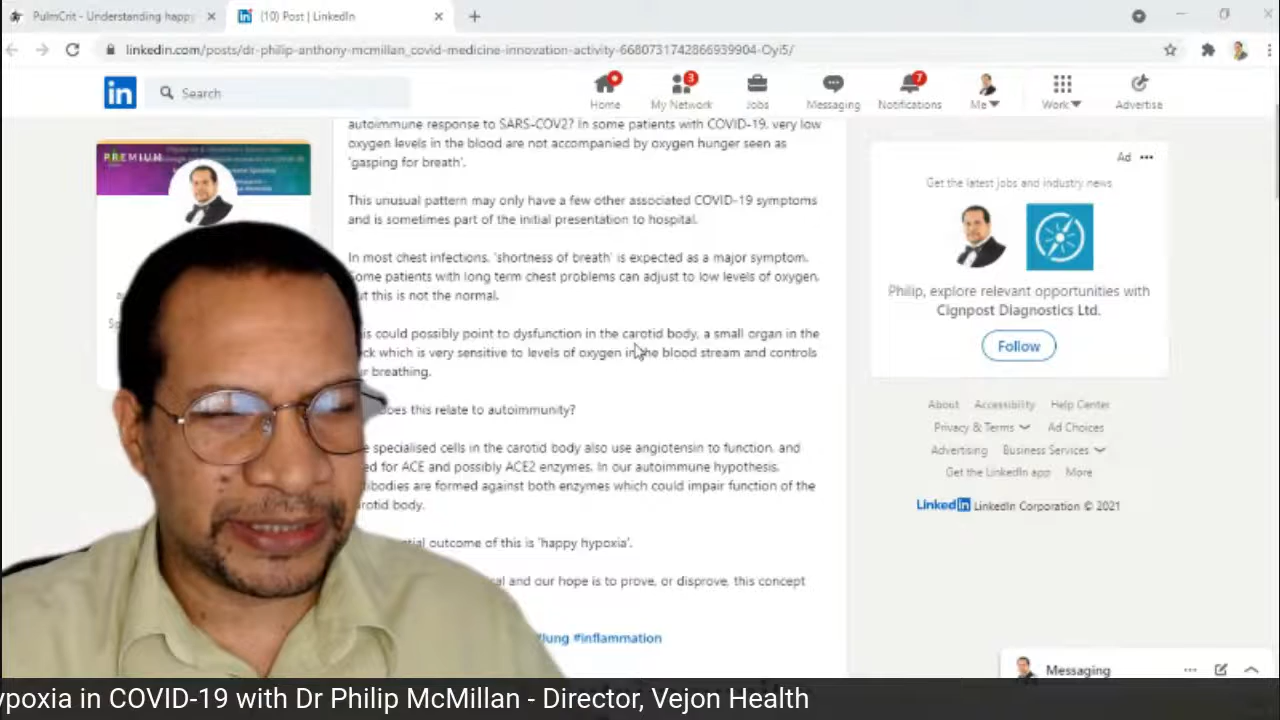 PulmCrit - Understanding happy
(10) Post | LinkedIn
linkedin.com/posts/dr-philip-anthony-mcmillan_covid-medicine-innovation-activity-6680731742866939904-Oyi5/
in
Search
Home
3
My Network
Jobs
Messaging
7
Notifications
Me
Work
Advertise
PREMIUM
autoimmune response to SARS-COV2? In some patients with COVID-19, very low
oxygen levels in the blood are not accompanied by oxygen hunger seen as
'gasping for breath'.
This unusual pattern may only have a few other associated COVID-19 symptoms
and is sometimes part of the initial presentation to hospital.
In most chest infections, 'shortness of breath' is expected as a major symptom.
Some patients with long term chest problems can adjust to low levels of oxygen,
ut this is not the normal.
is could possibly point to dysfunction in the carotid body, a small organ in the
ck which is very sensitive to levels of oxygen in the blood stream and controls
r breathing.
oes this relate to autoimmunity?
e specialised cells in the carotid body also use angiotensin to function, and
ed for ACE and possibly ACE2 enzymes. In our autoimmune hypothesis,
ibodies are formed against both enzymes which could impair function of the
rotid body.
tial outcome of this is 'happy hypoxia'.
al and our hope is to prove, or disprove, this concept
#lung #inflammation
Ad
Get the latest jobs and industry news
Philip, explore relevant opportunities with
Cignpost Diagnostics Ltd.
Follow
About Accessibility Help Center
Privacy & Terms Ad Choices
Advertising Business Services
Get the LinkedIn app More
LinkedIn LinkedIn Corporation © 2021
Messaging
ypoxia in COVID-19 with Dr Philip McMillan - Director, Vejon Health